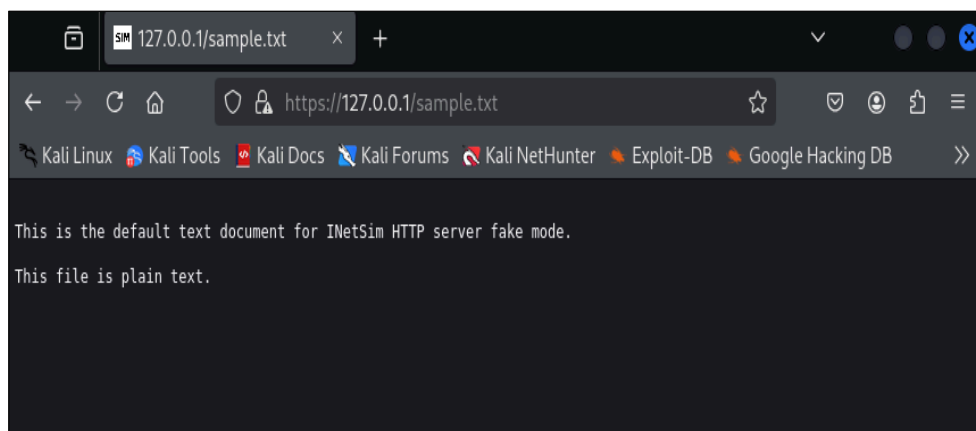 SIM 127.0.0.1/sample.txt
https://127.0.0.1/sample.txt
Kali Linux Kali Tools Kali Docs Kali Forums Kali NetHunter Exploit-DB Google Hacking DB
This is the default text document for INetSim HTTP server fake mode.
This file is plain text.